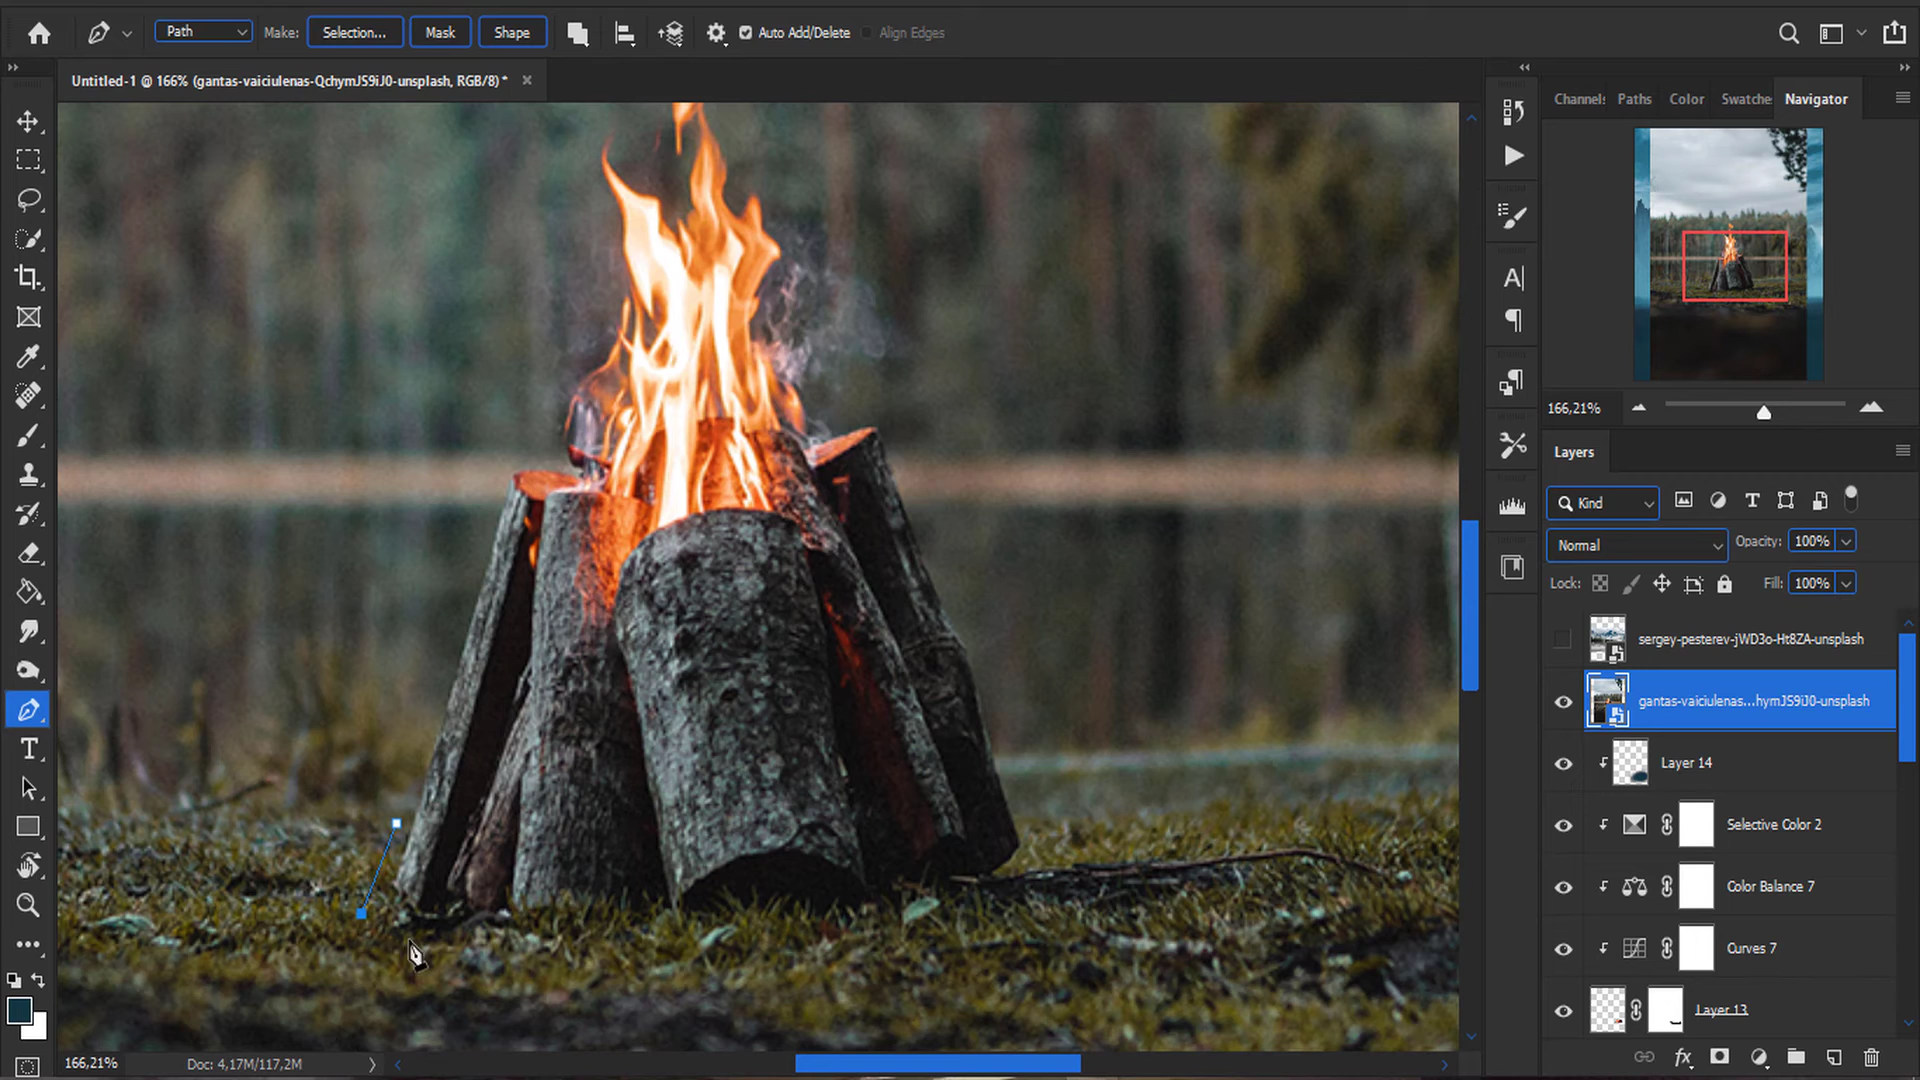 Path
Make:
Selection...
Mask
Shape
Auto Add/Delete
Align Edges
Untitled-1 @ 166% (gantas-vaiciulenas-QchymJS9iJ0-unsplash, RGB/8) *
Channel:
Paths
Color
Swatche
Navigator
166,21%
Layers
Kind
Normal
Opacity:
100%
Lock:
Fill:
100%
sergey-pesterev-jWD3o-Ht8ZA-unsplash
gantas-vaiciulenas...hymJS9iJ0-unsplash
Layer 14
Selective Color 2
Color Balance 7
Curves 7
Layer 13
166,21%
Doc: 4,17M/117,2M